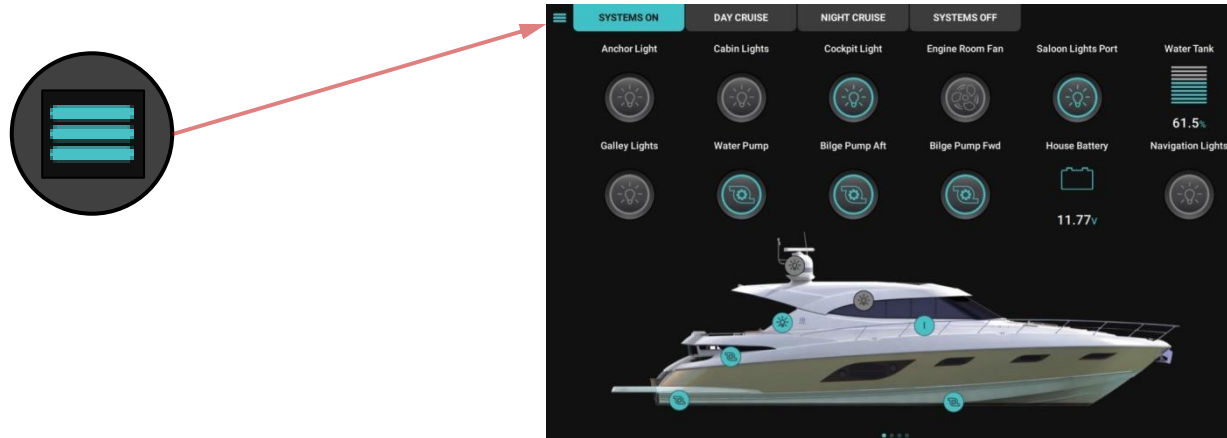 SYSTEMS ON DAY CRUISE NIGHT CRUISE SYSTEMS OFF
Anchor Light Cabin Lights Cockpit Light Engine Room Fan Saloon Lights Port Water Tank
61.5%
Galley Lights Water Pump Bilge Pump Aft Bilge Pump Fwd House Battery Navigation Lights
11.77V